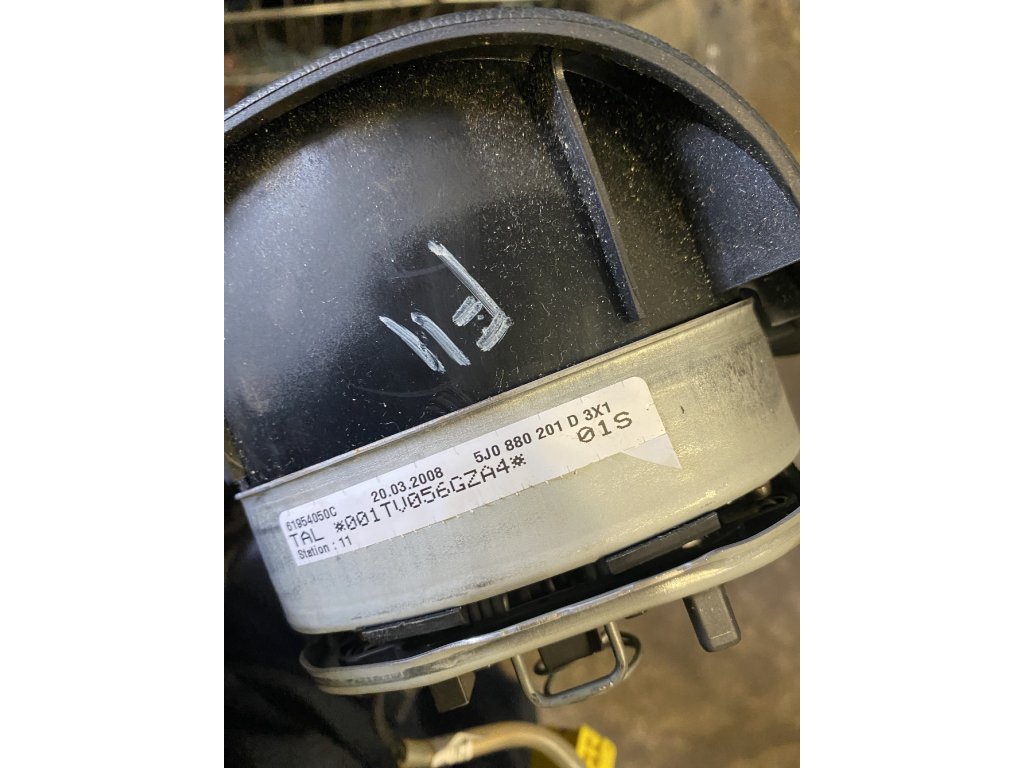 20.03.2008 5J0 880 201 D 3X1
61954050C
TAL *001TV056GZA4* 01S
Station : 11